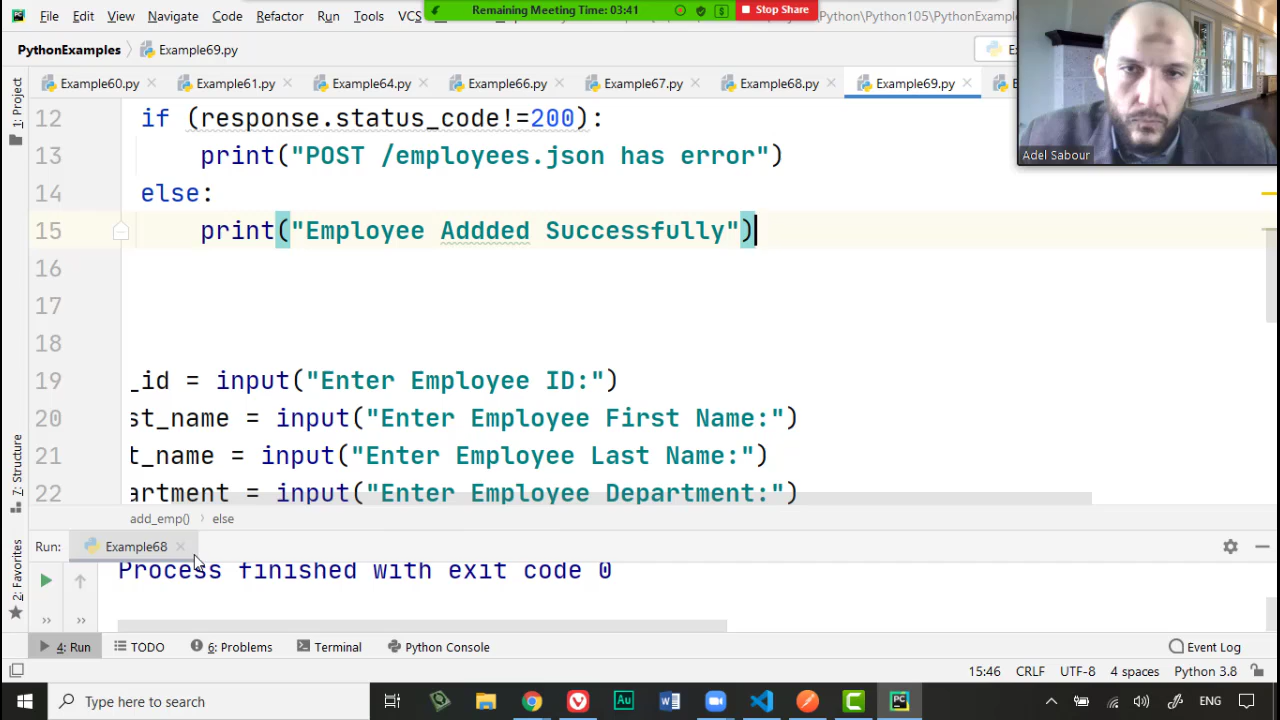 File Edit View Navigate Code Refactor Run Tools VCS
Remaining Meeting Time: 03:41
Stop Share
Python\Python105\PythonExample
PythonExamples
Example69.py
Example60.py
Example61.py
Example64.py
Example66.py
Example67.py
Example68.py
Example69.py
Adel Sabour
12 if (response.status_code!=200):
13 print("POST /employees.json has error")
14 else:
15 print("Employee Addded Successfully")
16
17
18
19 _id = input("Enter Employee ID:")
20 st_name = input("Enter Employee First Name:")
21 t_name = input("Enter Employee Last Name:")
22 artment = input("Enter Employee Department:")
add_emp() else
Run: Example68
Process finished with exit code 0
1: Project
7: Structure
2: Favorites
4: Run TODO 6: Problems Terminal Python Console Event Log
15:46 CRLF UTF-8 4 spaces Python 3.8
Type here to search
ENG